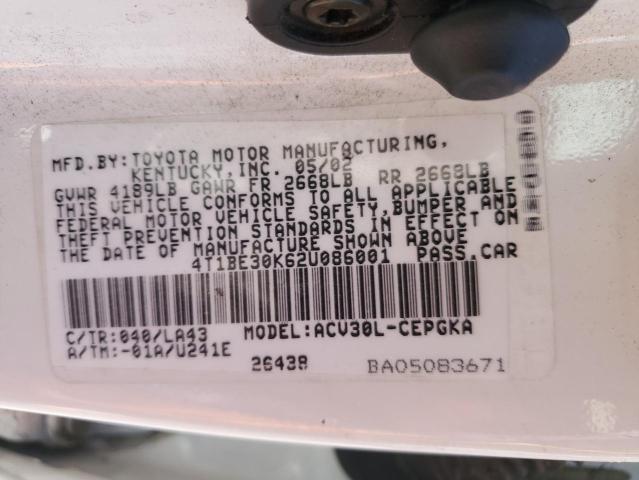 MFD.BY:TOYOTA MOTOR MANUFACTURING,
KENTUCKY,INC. 05/02
GVWR 4189LB GAWR FR 2668LB RR 2668LB
THIS VEHICLE CONFORMS TO ALL APPLICABLE
FEDERAL MOTOR VEHICLE SAFETY,BUMPER AND
THEFT PREVENTION STANDARDS IN EFFECT ON
THE DATE OF MANUFACTURE SHOWN ABOVE
4T1BE30K62U086001 PASS.CAR
C/TR:040/LA43 MODEL:ACV30L-CEPGKA
A/TM:-01A/U241E
26438 BA05083671